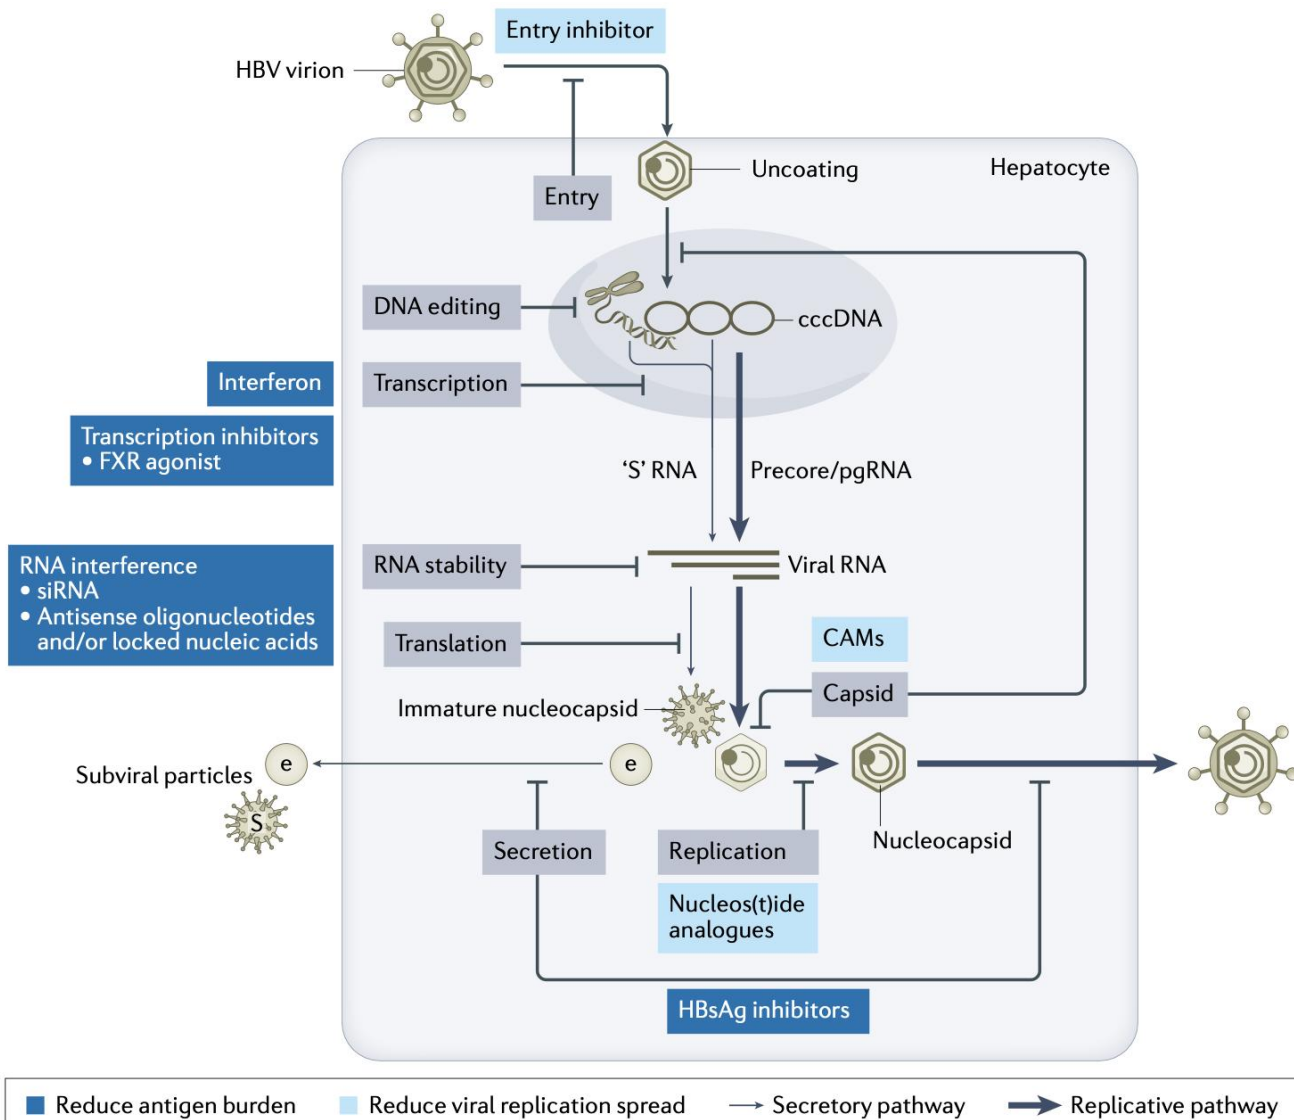 Entry inhibitor
HBV virion
Uncoating
Hepatocyte
Entry
DNA editing
cccDNA
Interferon
Transcription
Transcription inhibitors
• FXR agonist
‘S’ RNA
Precore/pgRNA
RNA interference
• siRNA
• Antisense oligonucleotides
and/or locked nucleic acids
RNA stability
Viral RNA
Translation
CAMs
Capsid
Immature nucleocapsid
Subviral particles
e
e
S
Nucleocapsid
Secretion
Replication
Nucleos(t)ide
analogues
HBsAg inhibitors
Reduce antigen burden
Reduce viral replication spread
Secretory pathway
Replicative pathway